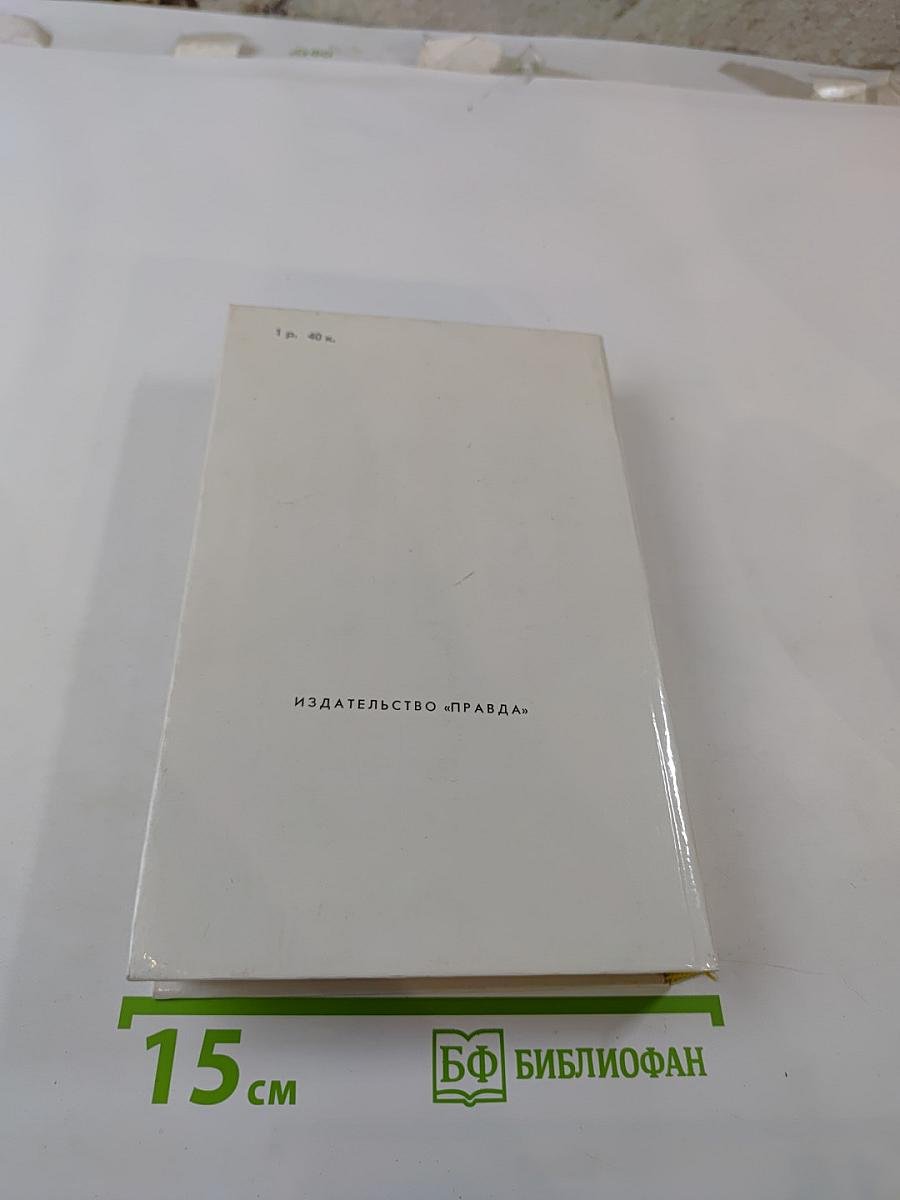 1 р. 40 к.
ИЗДАТЕЛЬСТВО «ПРАВДА»
15 см
БФ БИБЛИОФАН